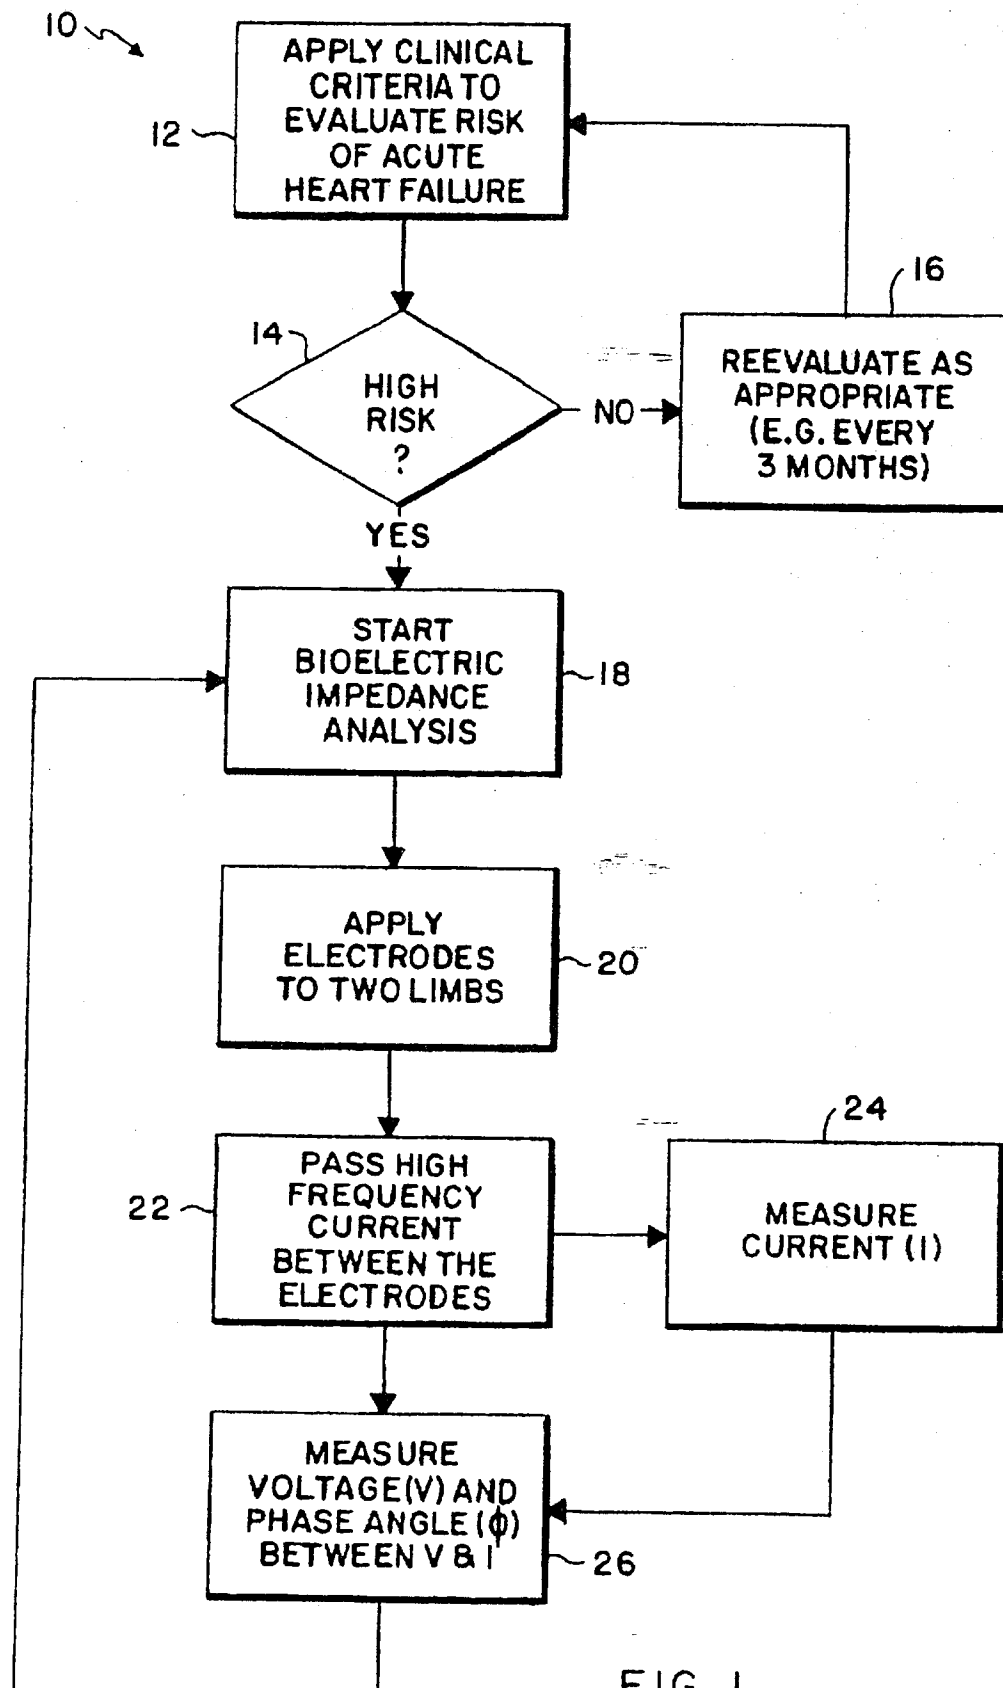 10
APPLY CLINICAL
CRITERIA TO
EVALUATE RISK
OF ACUTE
HEART FAILURE
12
16
14
HIGH
RISK
?
NO
REEVALUATE AS
APPROPRIATE
(E.G. EVERY
3 MONTHS)
YES
START
BIOELECTRIC
IMPEDANCE
ANALYSIS
18
APPLY
ELECTRODES
TO TWO LIMBS
20
24
PASS HIGH
FREQUENCY
CURRENT
BETWEEN THE
ELECTRODES
22
MEASURE
CURRENT (I)
MEASURE
VOLTAGE(V) AND
PHASE ANGLE (ϕ)
BETWEEN V & I
26
FIG. 1